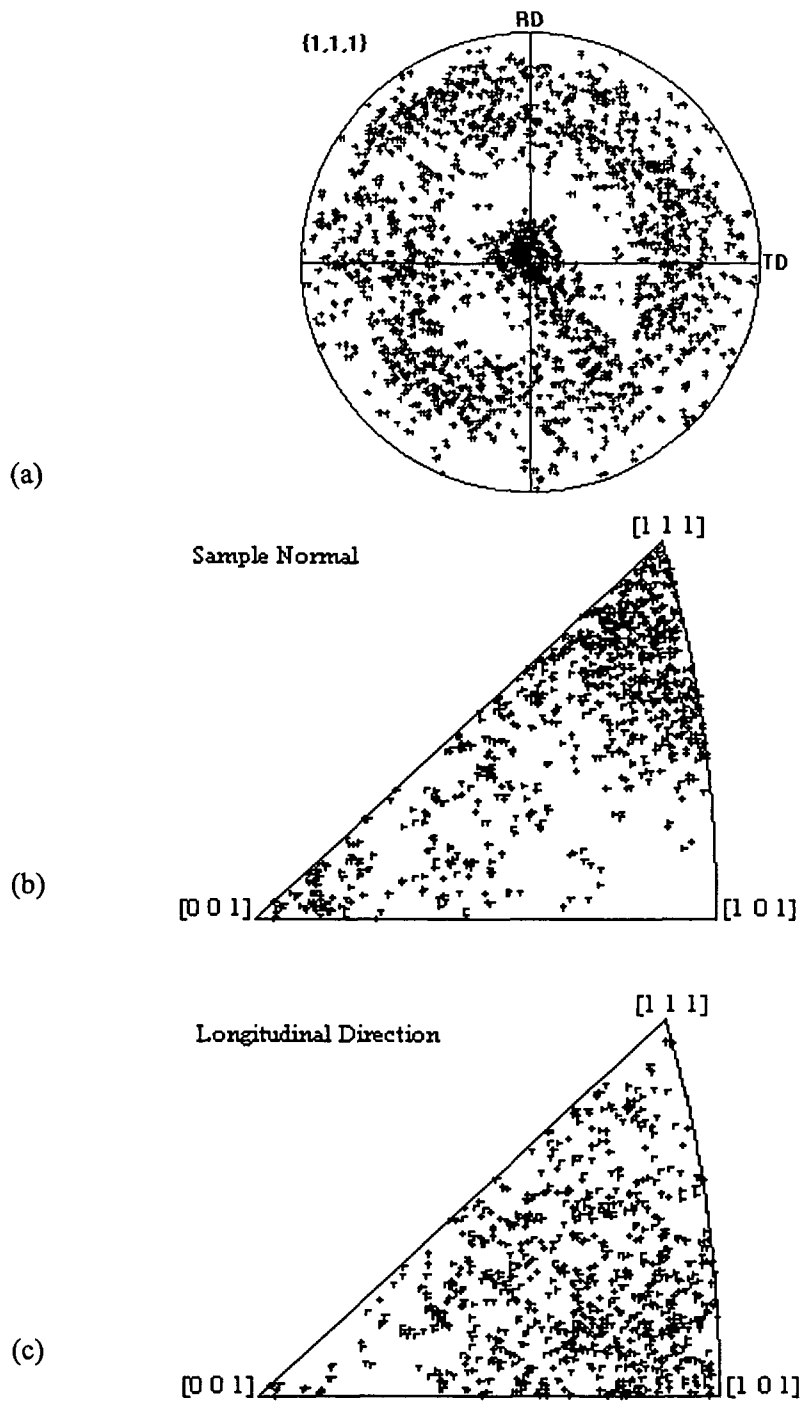 RD
{1,1,1}
TD
(a)
[1 1 1]
Sample Normal
(b)
[0 0 1]
[1 0 1]
[1 1 1]
Longitudinal Direction
(c)
[0 0 1]
[1 0 1]